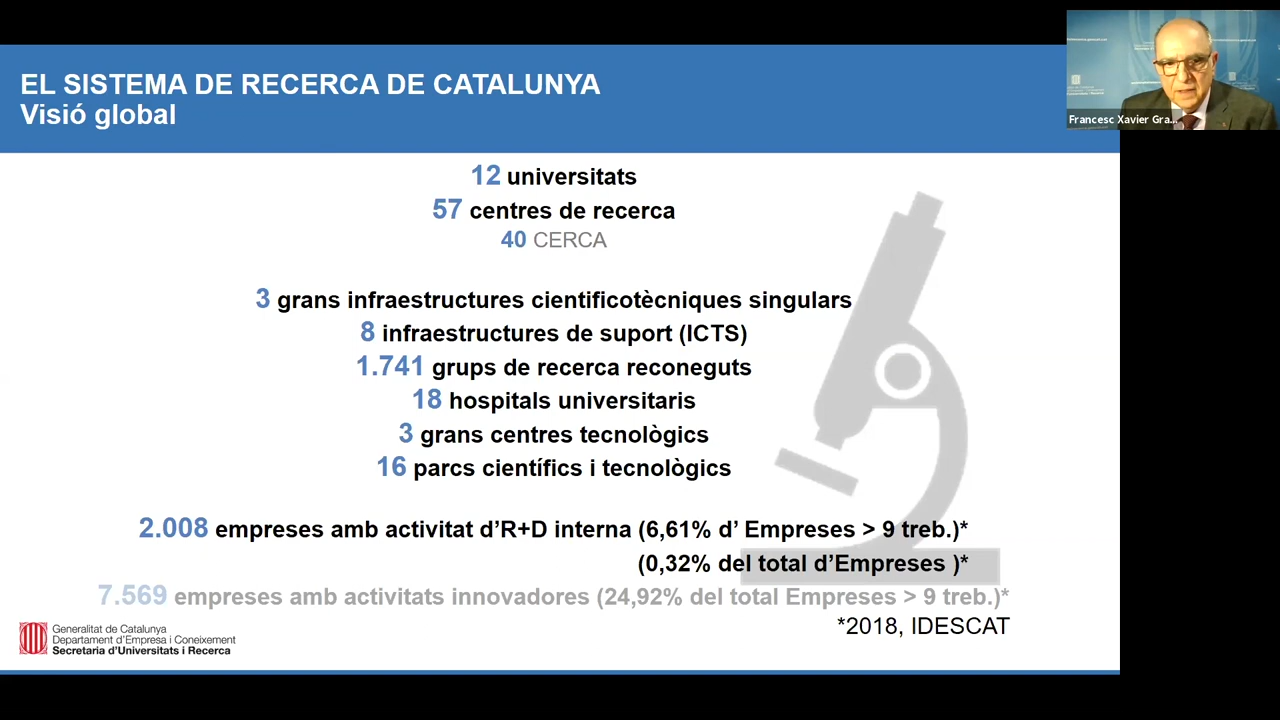 EL SISTEMA DE RECERCA DE CATALUNYA
Visió global
Francesc Xavier Gra...
12 universitats
57 centres de recerca
40 CERCA
3 grans infraestructures cientificotècniques singulars
8 infraestructures de suport (ICTS)
1.741 grups de recerca reconeguts
18 hospitals universitaris
3 grans centres tecnològics
16 parcs científics i tecnològics
2.008 empreses amb activitat d’R+D interna (6,61% d’ Empreses > 9 treb.)*
(0,32% del total d’Empreses )*
7.569 empreses amb activitats innovadores (24,92% del total Empreses > 9 treb.)*
*2018, IDESCAT
Generalitat de Catalunya
Departament d’Empresa i Coneixement
Secretaria d’Universitats i Recerca